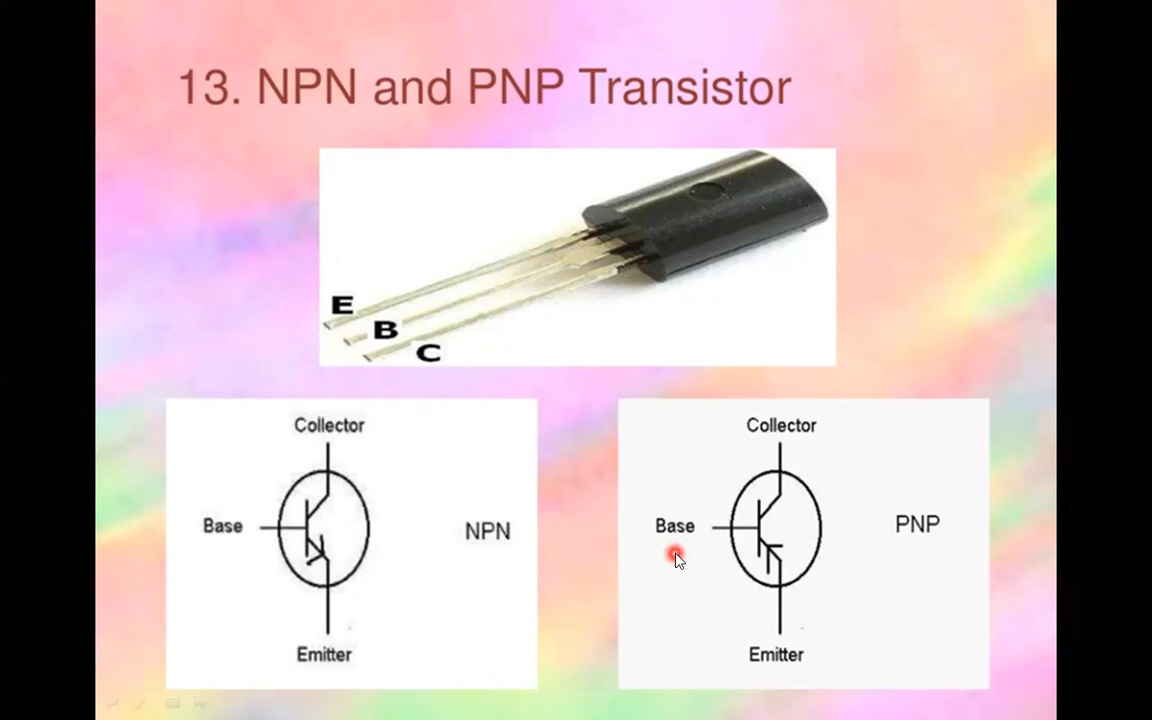 13. NPN and PNP Transistor
E
B
C
Collector
Base
NPN
Emitter
Collector
Base
PNP
Emitter